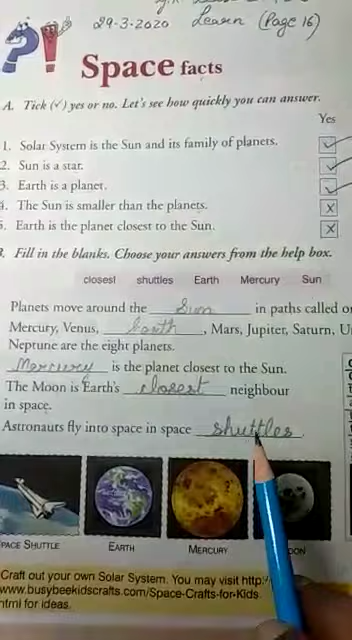 29-3-2020 Learn (Page 16)
Space facts
A. Tick (✓) yes or no. Let's see how quickly you can answer.
Yes
1. Solar System is the Sun and its family of planets. ✓
2. Sun is a star. ✓
3. Earth is a planet. ✓
4. The Sun is smaller than the planets. x
5. Earth is the planet closest to the Sun. x
B. Fill in the blanks. Choose your answers from the help box.
closest shuttles Earth Mercury Sun
Planets move around the Sun in paths called
Mercury, Venus, Earth, Mars, Jupiter, Saturn,
Neptune are the eight planets.
Mercury is the planet closest to the Sun.
The Moon is Earth's closest neighbour
in space.
Astronauts fly into space in space shuttles.
SPACE SHUTTLE EARTH MERCURY
Craft out your own Solar System. You may visit http:
www.busybeekidscrafts.com/Space-Crafts-for-Kids
html for ideas.